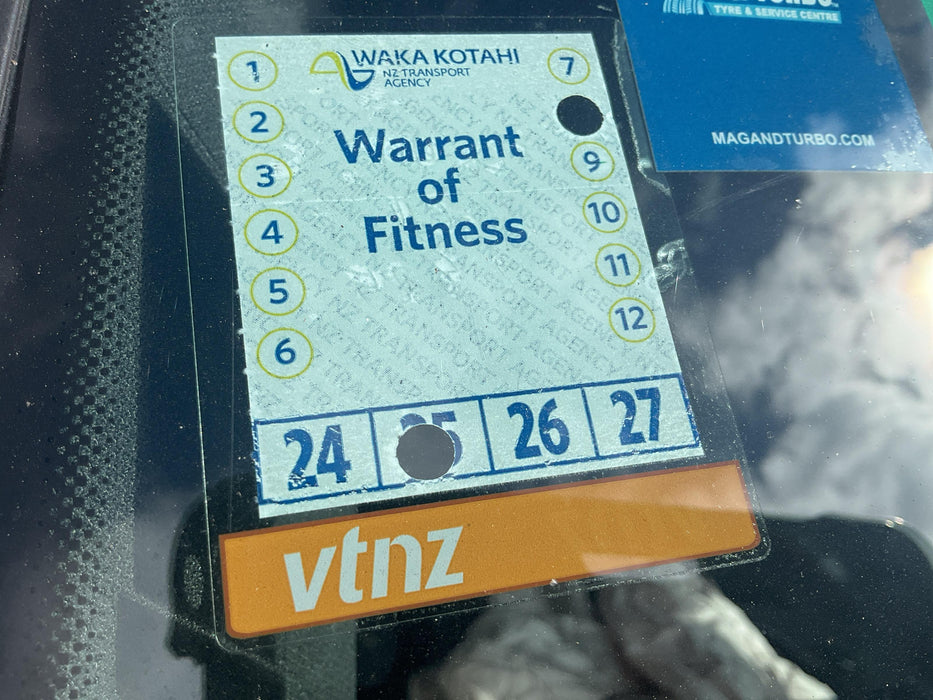 TYRE & SERVICE CENTRE
MAGANDTURBO.COM
WAKA KOTAHI
NZ TRANSPORT
AGENCY
Warrant
of
Fitness
1
2
3
4
5
6
7
9
10
11
12
24 25 26 27
vtnz